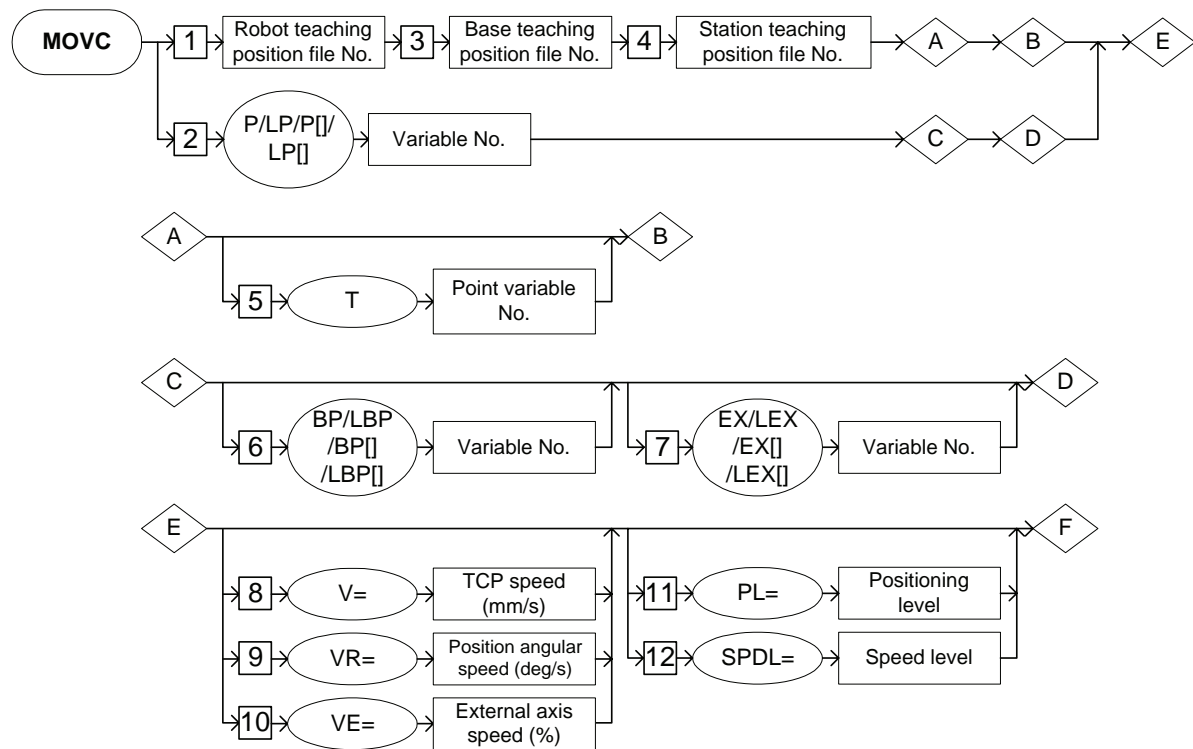 MOVC
1
Robot teaching
position file No.
3
Base teaching
position file No.
4
Station teaching
position file No.
A
B
E
2
P/LP/P[]/
LP[]
Variable No.
C
D
A
B
5
T
Point variable
No.
C
D
6
BP/LBP
/BP[]
/LBP[]
Variable No.
7
EX/LEX
/EX[]
/LEX[]
Variable No.
E
F
8
V=
TCP speed
(mm/s)
11
PL=
Positioning
level
9
VR=
Position angular
speed (deg/s)
12
SPDL=
Speed level
10
VE=
External axis
speed (%)